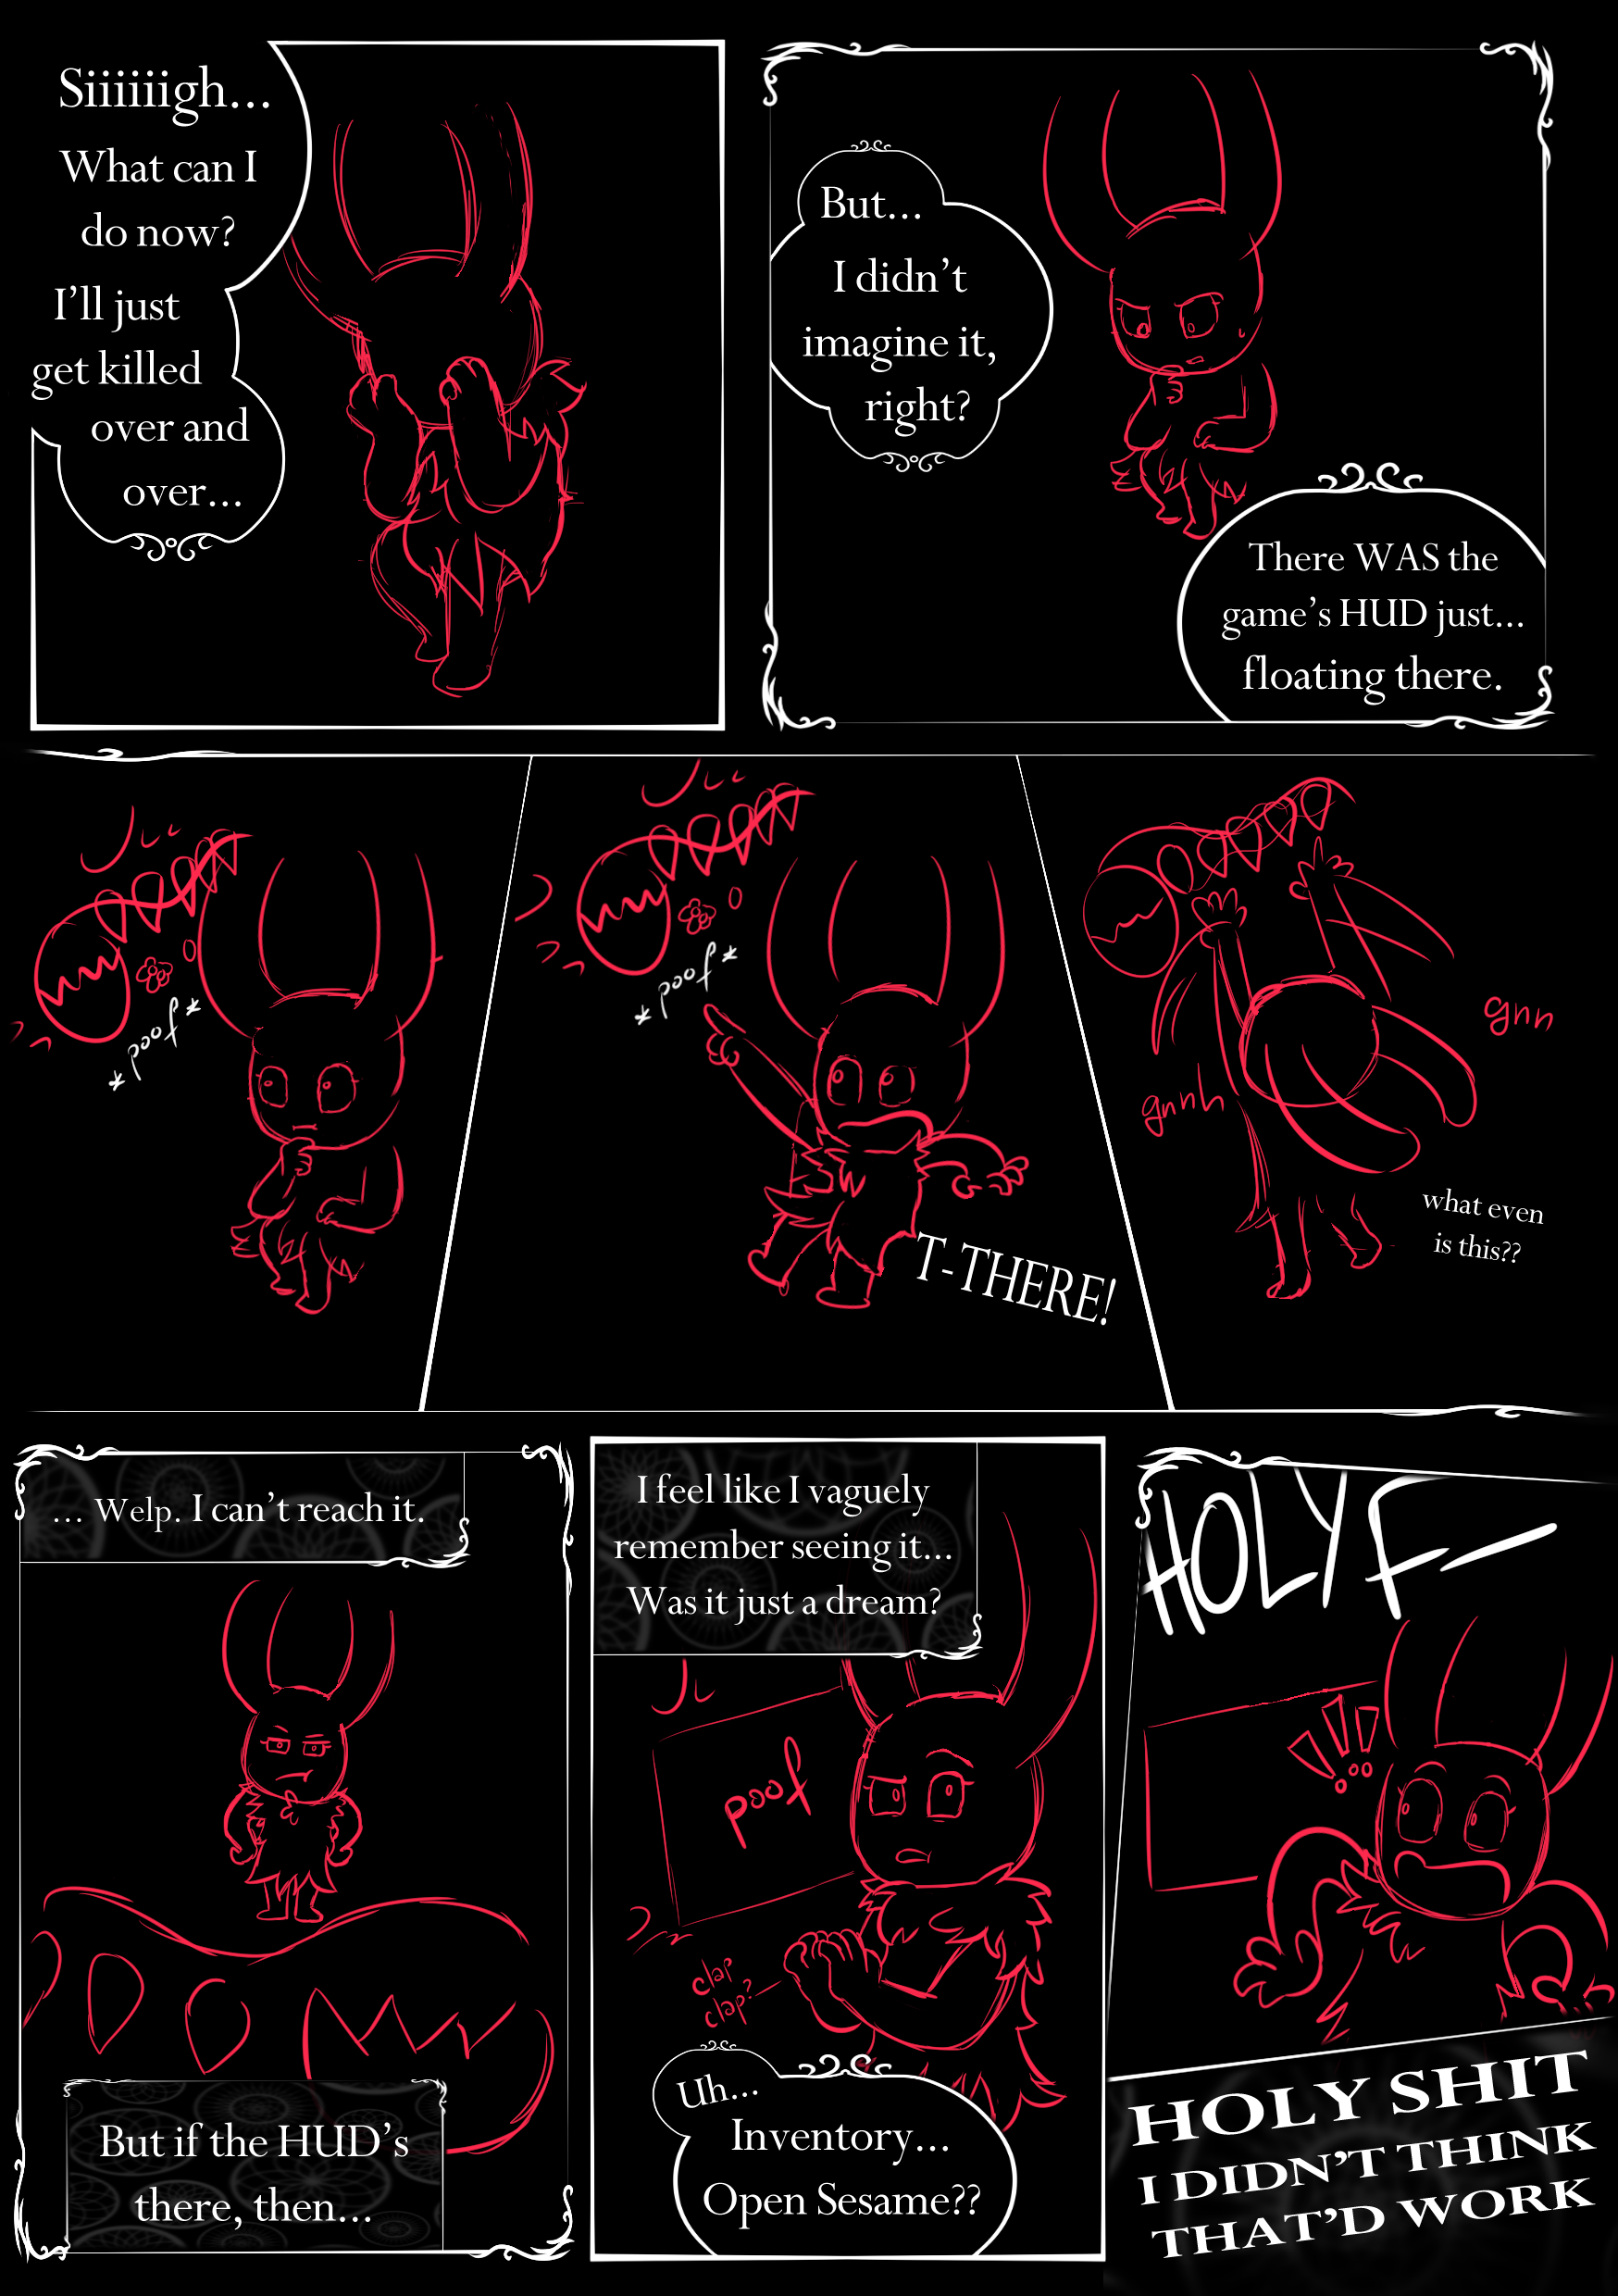 Siiiiiigh...
What can I
do now?
I'll just
get killed
over and
over...
But...
I didn't
imagine it,
right?
There WAS the
game's HUD just...
floating there.
*poof*
*poof*
T-THERE!
gnn
gnnh
what even
is this??
... Welp. I can't reach it.
But if the HUD's
there, then...
I feel like I vaguely
remember seeing it...
Was it just a dream?
poof
clap
clap?
Uh...
Inventory...
Open Sesame??
HOLY F—
!!!
HOLY SHIT
I DIDN'T THINK
THAT'D WORK